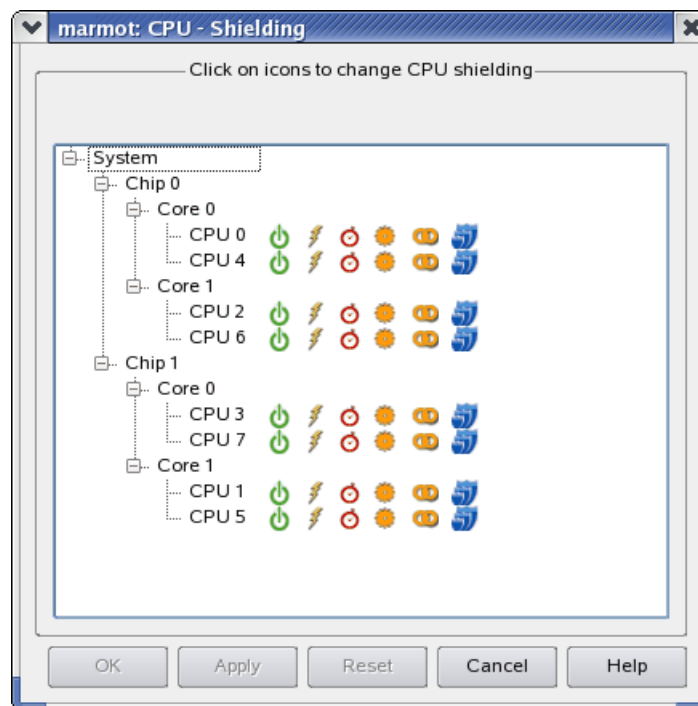 marmot: CPU - Shielding
Click on icons to change CPU shielding
System
Chip 0
Core 0
CPU 0
CPU 4
Core 1
CPU 2
CPU 6
Chip 1
Core 0
CPU 3
CPU 7
Core 1
CPU 1
CPU 5
OK Apply Reset Cancel Help